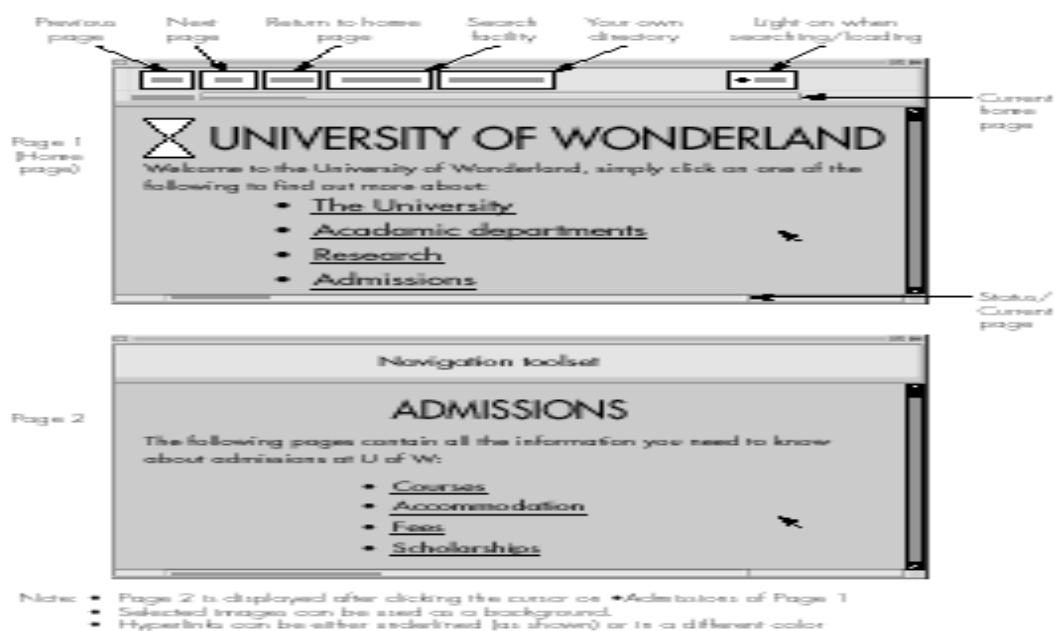 Previous page
Next page
Return to home page
Search facility
Your own directory
Light on when searching/loading
Current home page
Page 1 (Home page)
UNIVERSITY OF WONDERLAND
Welcome to the University of Wonderland, simply click on one of the
following to find out more about:
• The University
• Acadamic departments
• Research
• Admissions
Status/ Current page
Navigation toolset
Page 2
ADMISSIONS
The following pages contain all the information you need to know
about admissions at U of W:
• Courses
• Accommodation
• Fees
• Scholarships
Note: • Page 2 is displayed after clicking the cursor on •Admissions of Page 1
• Selected images can be used as a background.
• Hyperlinks can be either underlined (as shown) or in a different color